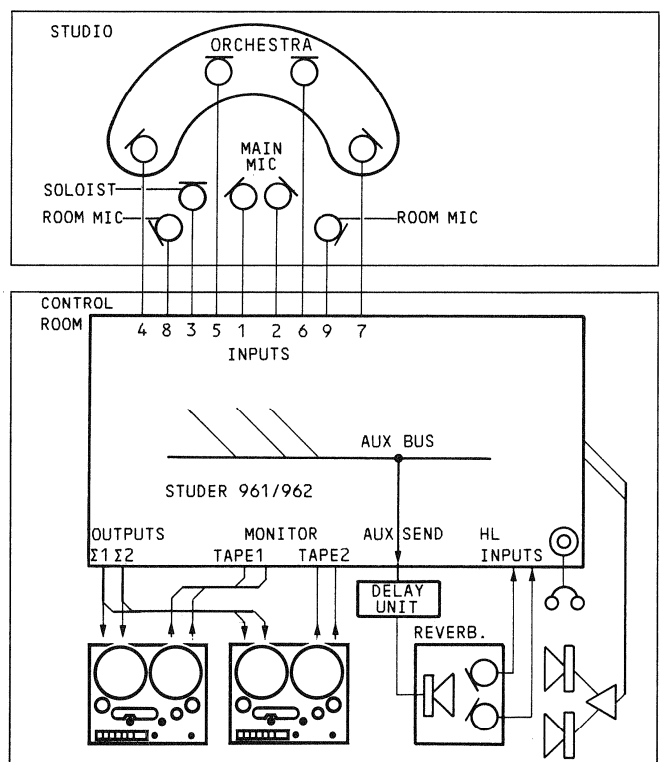 STUDIO
ORCHESTRA
MAIN
MIC
SOLOIST
ROOM MIC
ROOM MIC
CONTROL
ROOM
4 8 3 5 1 2 6 9 7
INPUTS
AUX BUS
STUDER 961/962
OUTPUTS
Σ1 Σ2
MONITOR
TAPE1 TAPE2
AUX SEND
HL
INPUTS
DELAY
UNIT
REVERB.